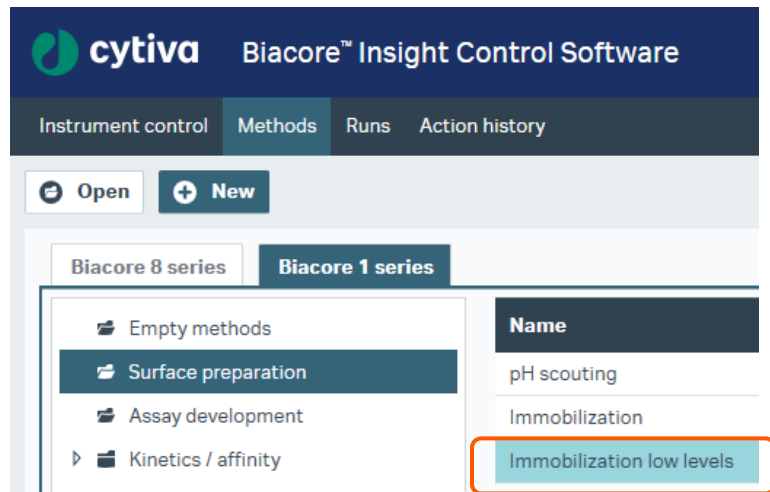 cytiva Biacore™ Insight Control Software
Instrument control Methods Runs Action history
Open New
Biacore 8 series Biacore 1 series
Empty methods
Surface preparation
Assay development
Kinetics / affinity
Name
pH scouting
Immobilization
Immobilization low levels